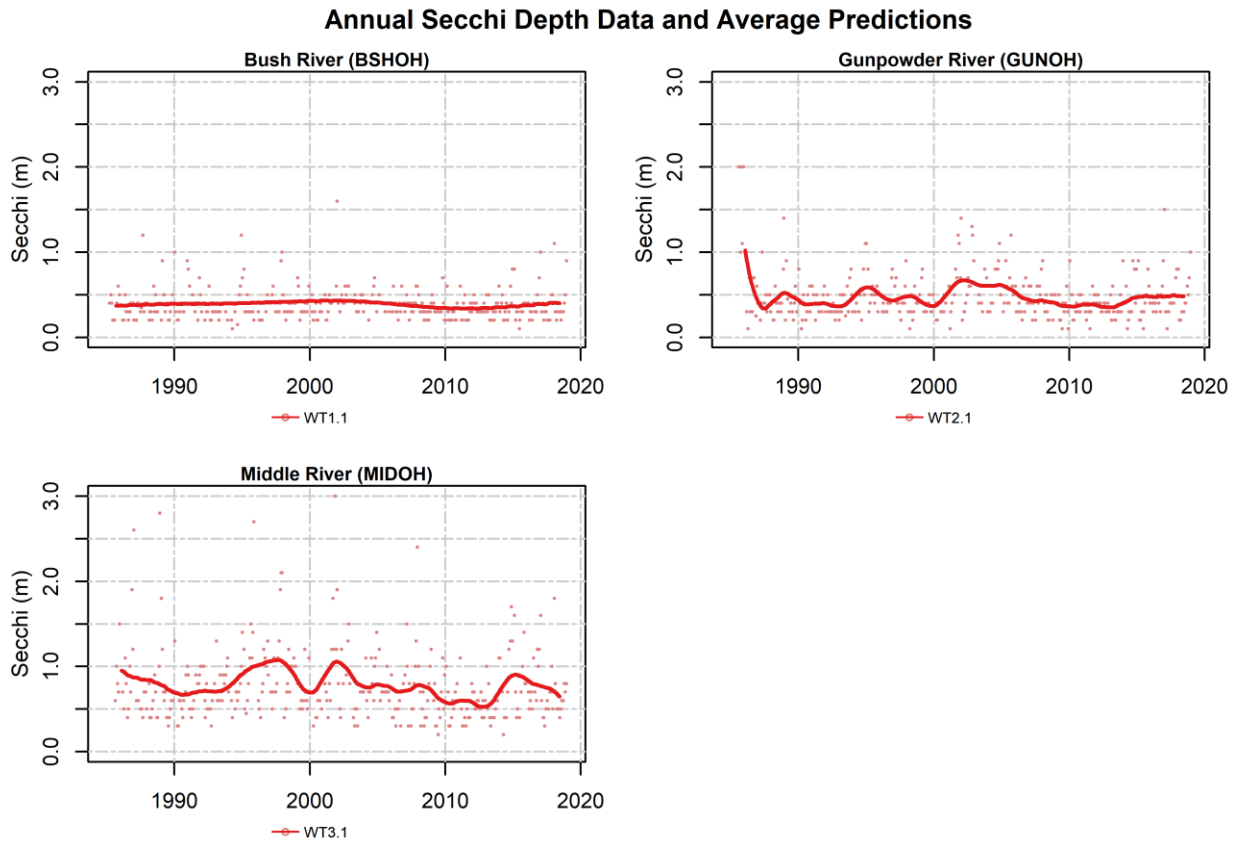 Annual Secchi Depth Data and Average Predictions
Bush River (BSHOH)
Secchi (m)
3.0
2.0
1.0
0.0
1990 2000 2010 2020
WT1.1
Gunpowder River (GUNOH)
Secchi (m)
3.0
2.0
1.0
0.0
1990 2000 2010 2020
WT2.1
Middle River (MIDOH)
Secchi (m)
3.0
2.0
1.0
0.0
1990 2000 2010 2020
WT3.1